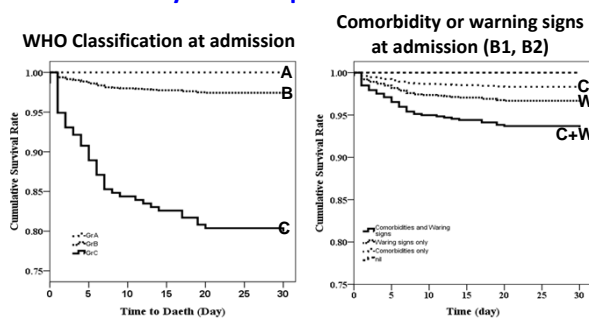 WHO Classification at admission
1.00
0.95
0.90
0.85
0.80
0.75
Cumulative Survival Rate
A
B
C
GrA
GrB
GrC
0 5 10 15 20 25 30
Time to Daeth (Day)
Comorbidity or warning signs
at admission (B1, B2)
1.00
0.95
0.90
0.85
0.80
0.75
Cumulative Survival Rate
C
W
C+W
Comorbidities and Waring
signs
Waring signs only
Comorbidities only
nil
0 5 10 15 20 25 30
Time (day)